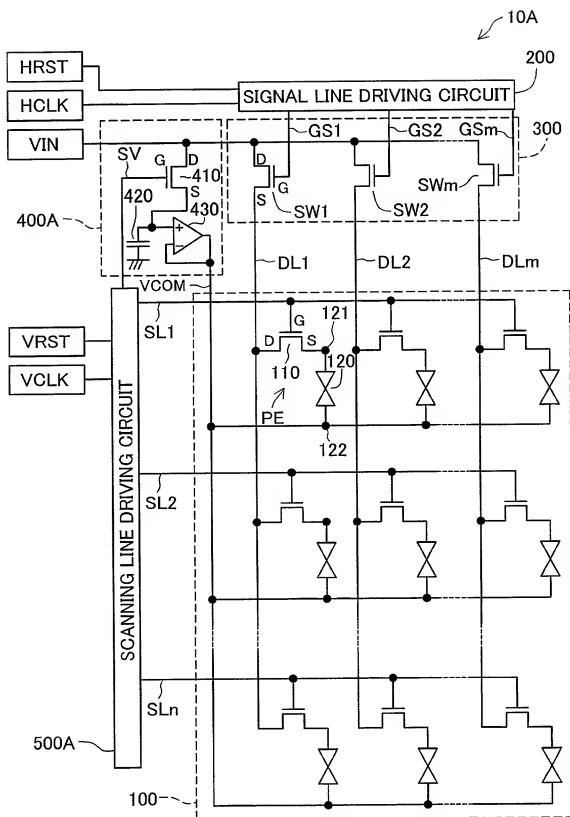 10A
HRST
200
SIGNAL LINE DRIVING CIRCUIT
HCLK
GS1
GS2
GSm
300
VIN
SV
G
D
410
S
D
G
S
SW1
SW2
SWm
420
430
400A
DL1
DL2
DLm
VCOM
SL1
G
D
S
121
110
120
PE
122
VRST
VCLK
SCANNING LINE DRIVING CIRCUIT
SL2
SLn
500A
100